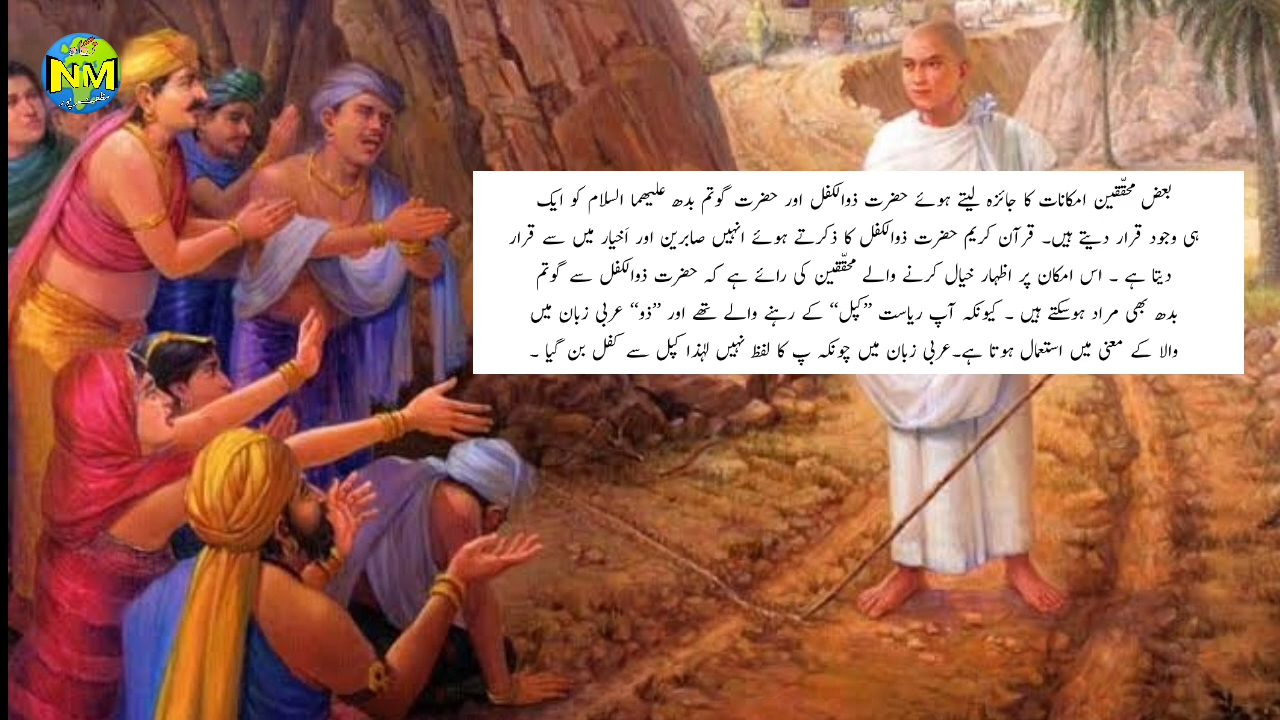 NM
بعض محقّقین امکانات کا جائزہ لیتے ہوئے حضرت ذوالکفل اور حضرت گوتم بدھ علیھما السلام کو ایک
ہی وجود قرار دیتے ہیں۔ قرآن کریم حضرت ذوالکفل کا ذکرتے ہوئے انہیں صابرین اور اَخیار میں سے قرار
دیتا ہے ۔ اس امکان پر اظہار خیال کرنے والے محقّقین کی رائے ہے کہ حضرت ذوالکفل سے گوتم
بدھ بھی مراد ہوسکتے ہیں ۔ کیونکہ آپ ریاست ”کپل“ کے رہنے والے تھے اور ”ذو“ عربی زبان میں
والا کے معنی میں استعمال ہوتا ہے۔عربی زبان میں چونکہ پ کا لفظ نہیں لہٰذا کپل سے کفل بن گیا ۔